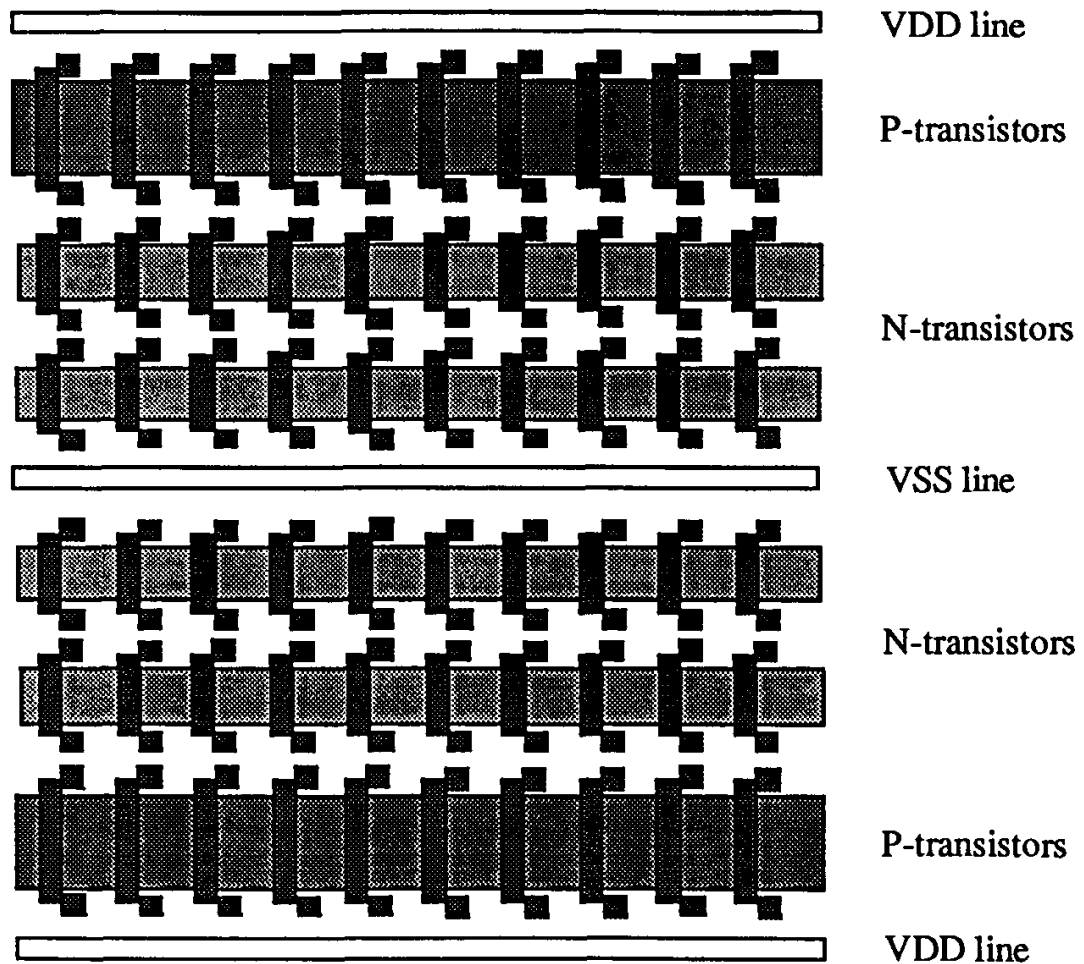 VDD line
P-transistors
N-transistors
VSS line
N-transistors
P-transistors
VDD line